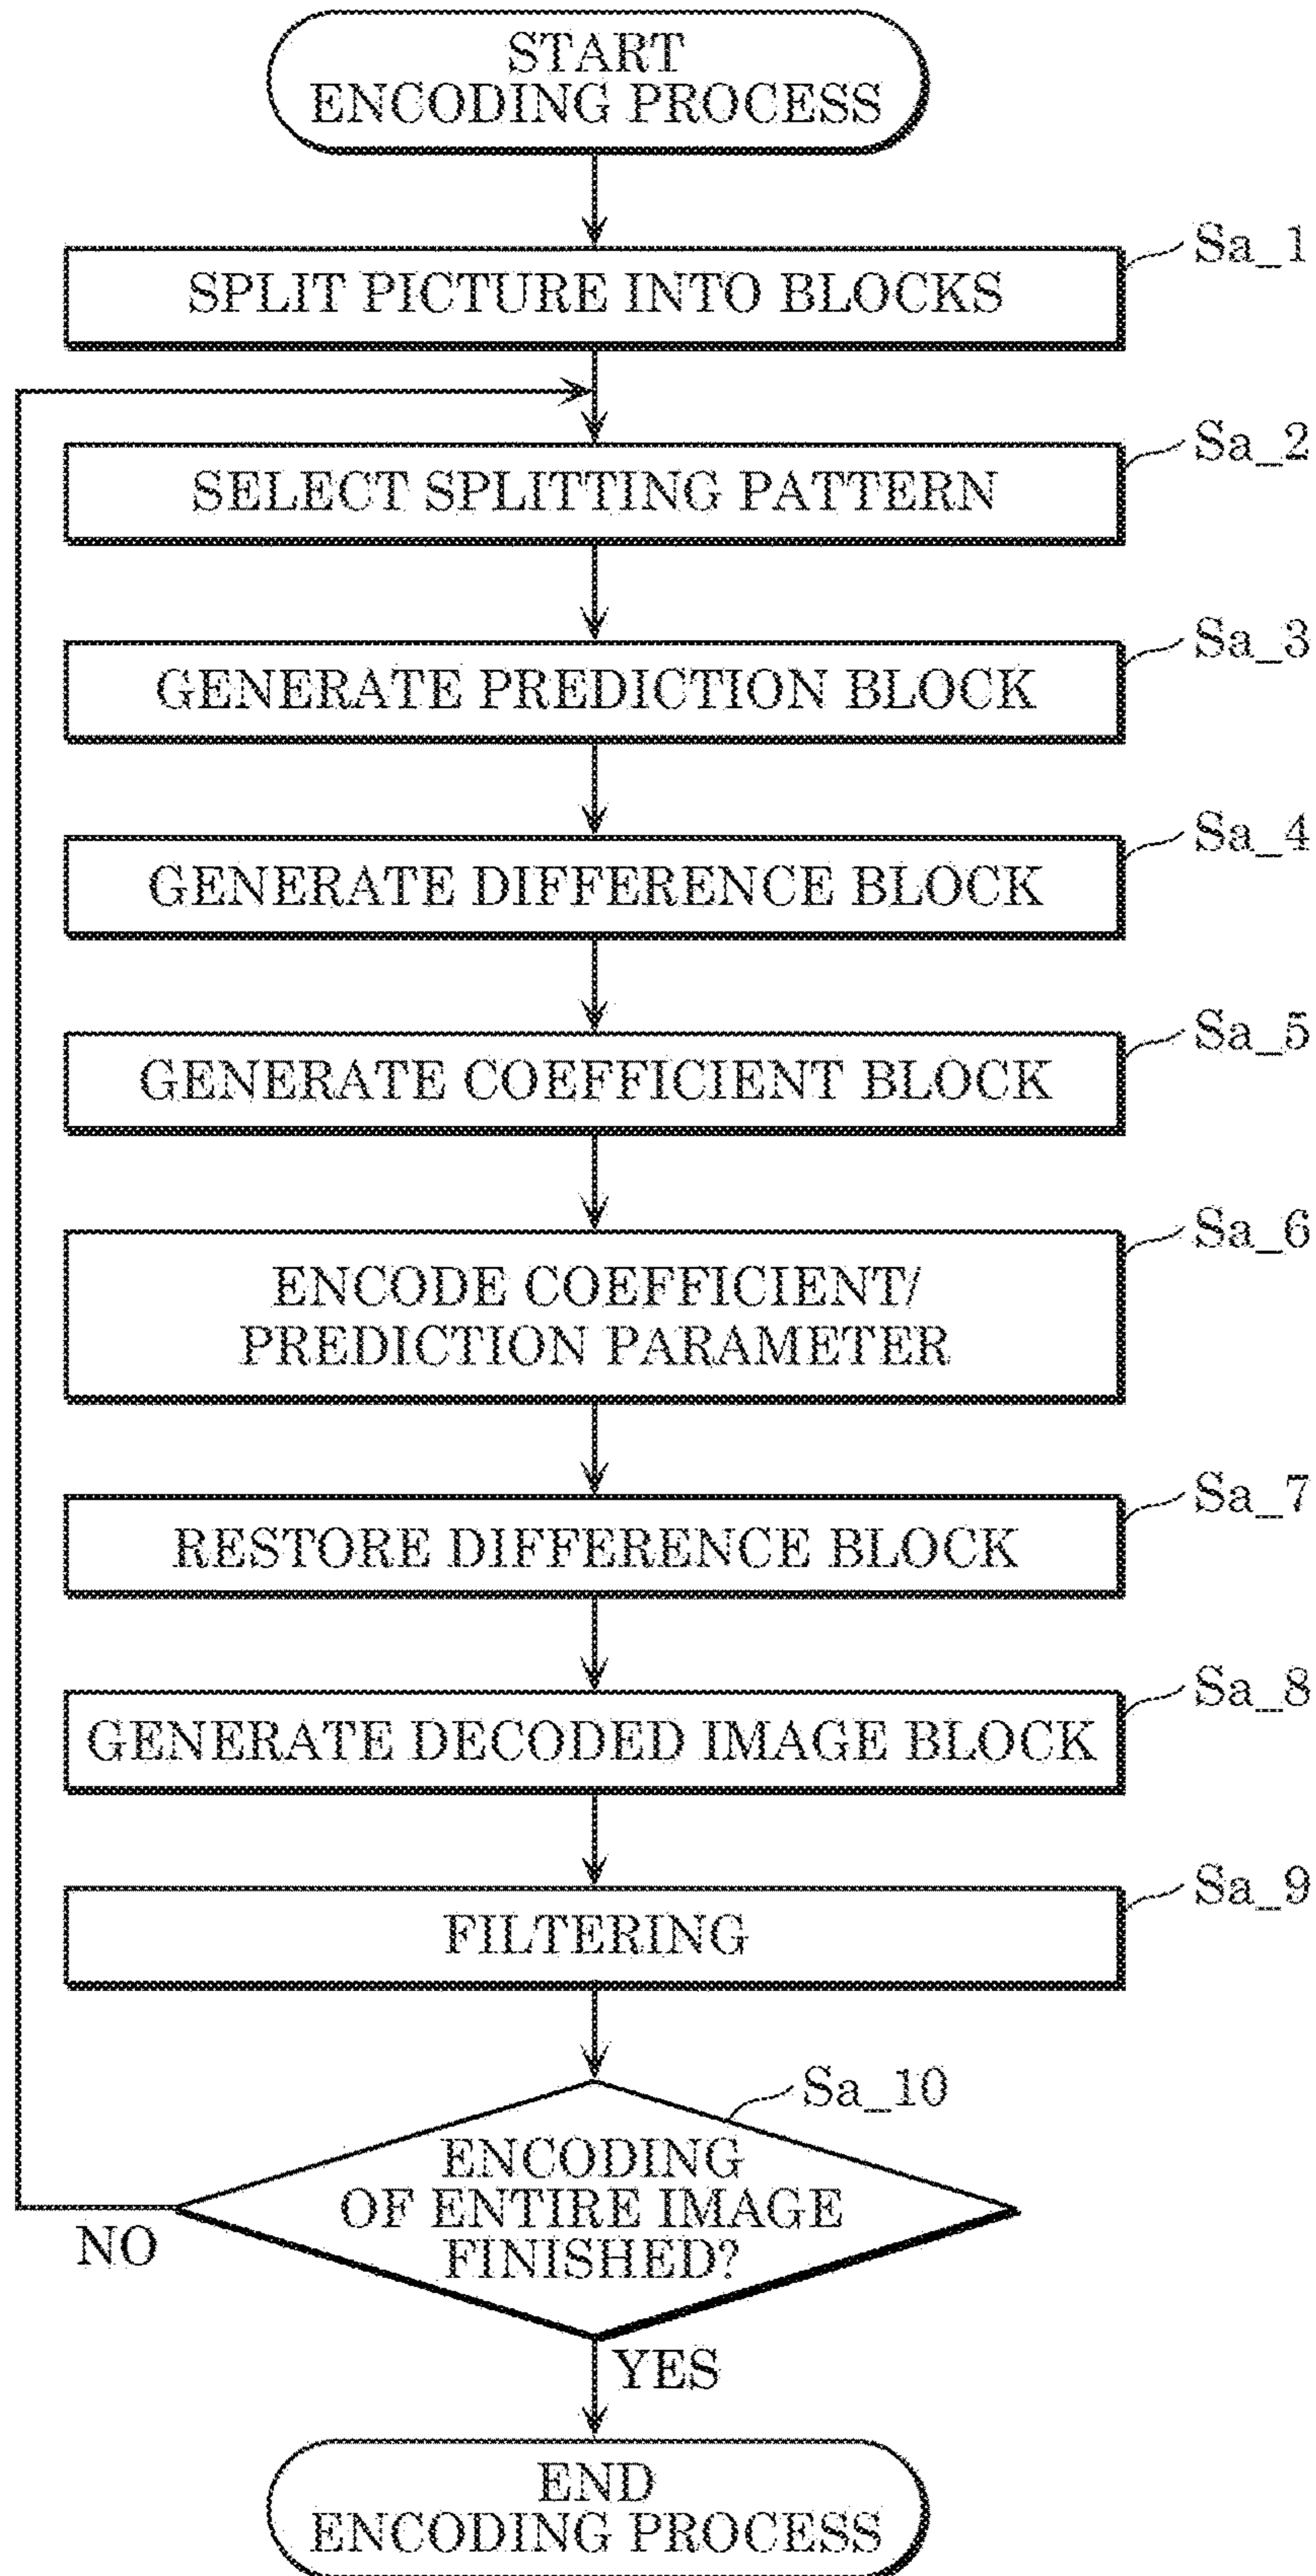 START
ENCODING PROCESS
Sa_1
SPLIT PICTURE INTO BLOCKS
Sa_2
SELECT SPLITTING PATTERN
Sa_3
GENERATE PREDICTION BLOCK
Sa_4
GENERATE DIFFERENCE BLOCK
Sa_5
GENERATE COEFFICIENT BLOCK
Sa_6
ENCODE COEFFICIENT/
PREDICTION PARAMETER
Sa_7
RESTORE DIFFERENCE BLOCK
Sa_8
GENERATE DECODED IMAGE BLOCK
Sa_9
FILTERING
Sa_10
ENCODING
OF ENTIRE IMAGE
FINISHED?
NO
YES
END
ENCODING PROCESS